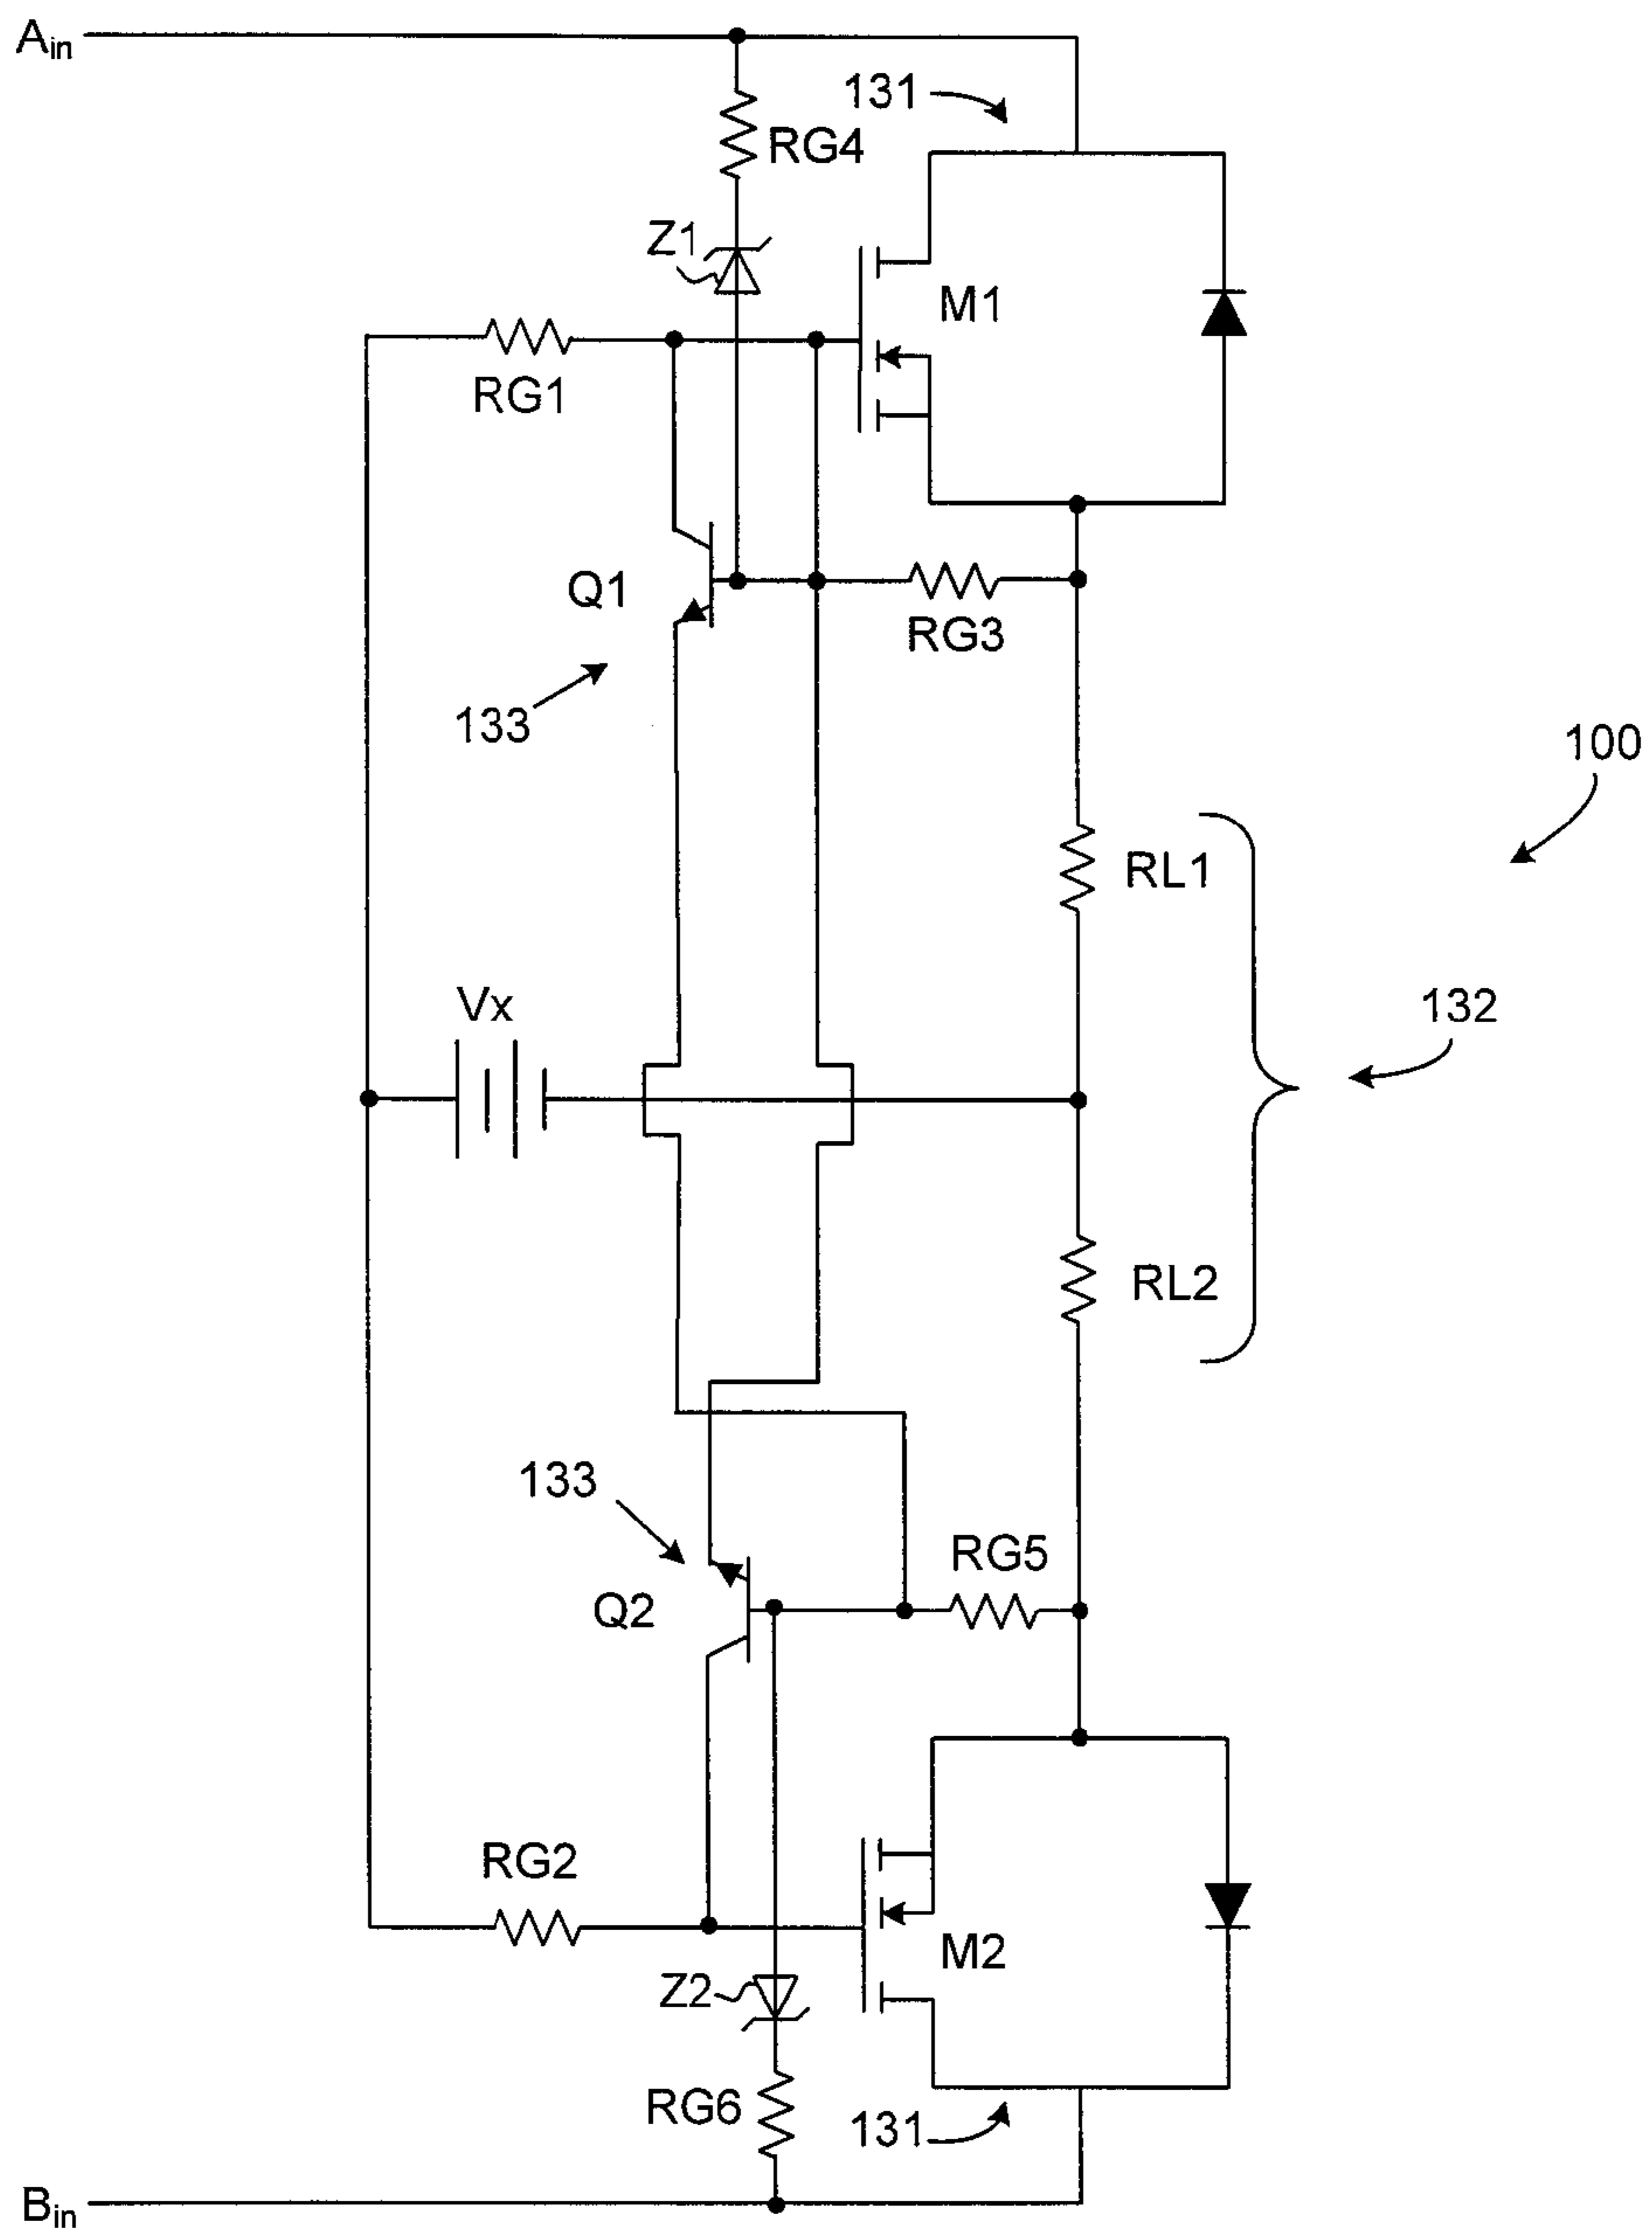 Ain
131
RG4
Z1
M1
RG1
Q1
RG3
133
100
RL1
Vx
132
RL2
133
RG5
Q2
RG2
M2
Z2
RG6
131
Bin